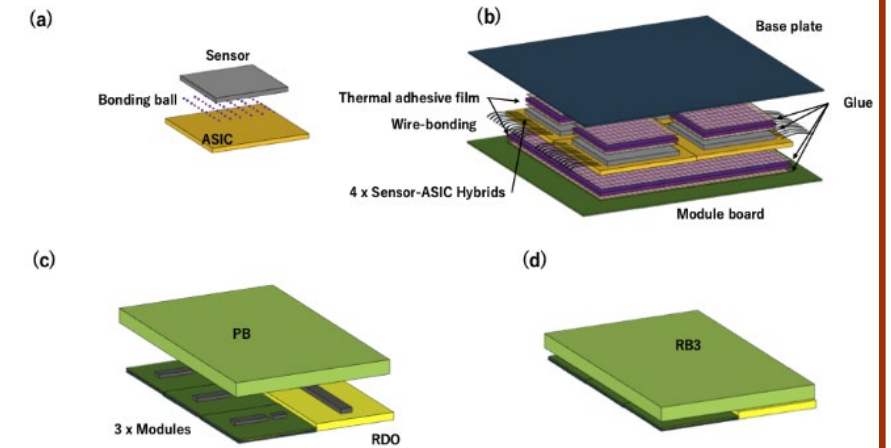 (a)
Sensor
Bonding ball
ASIC
(b)
Base plate
Thermal adhesive film
Glue
Wire-bonding
4 x Sensor-ASIC Hybrids
Module board
(c)
PB
3 x Modules
RDO
(d)
RB3